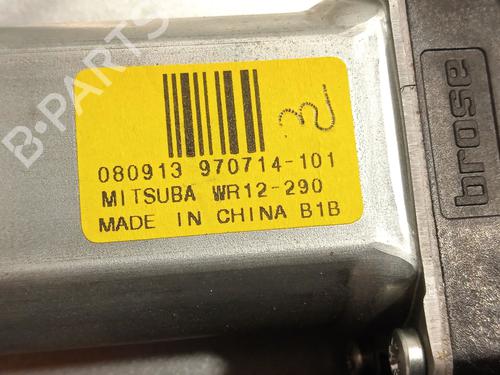 080913 970714-101
MITSUBA WR12-290
MADE IN CHINA B1B
brose
B-PARTS